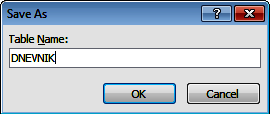 Save As
?
Table Name:
DNEVNIK
OK
Cancel